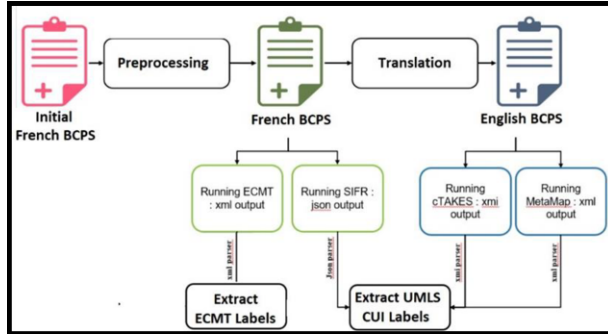 Preprocessing
Translation
Initial
French BCPS
French BCPS
English BCPS
Running ECMT
: xml output
Running SIFR :
json output
Running
cTAKES : xmi
output
Running
MetaMap : xml
output
xml parser
Json parser
xml parser
xml parser
Extract
ECMT Labels
Extract UMLS
CUI Labels